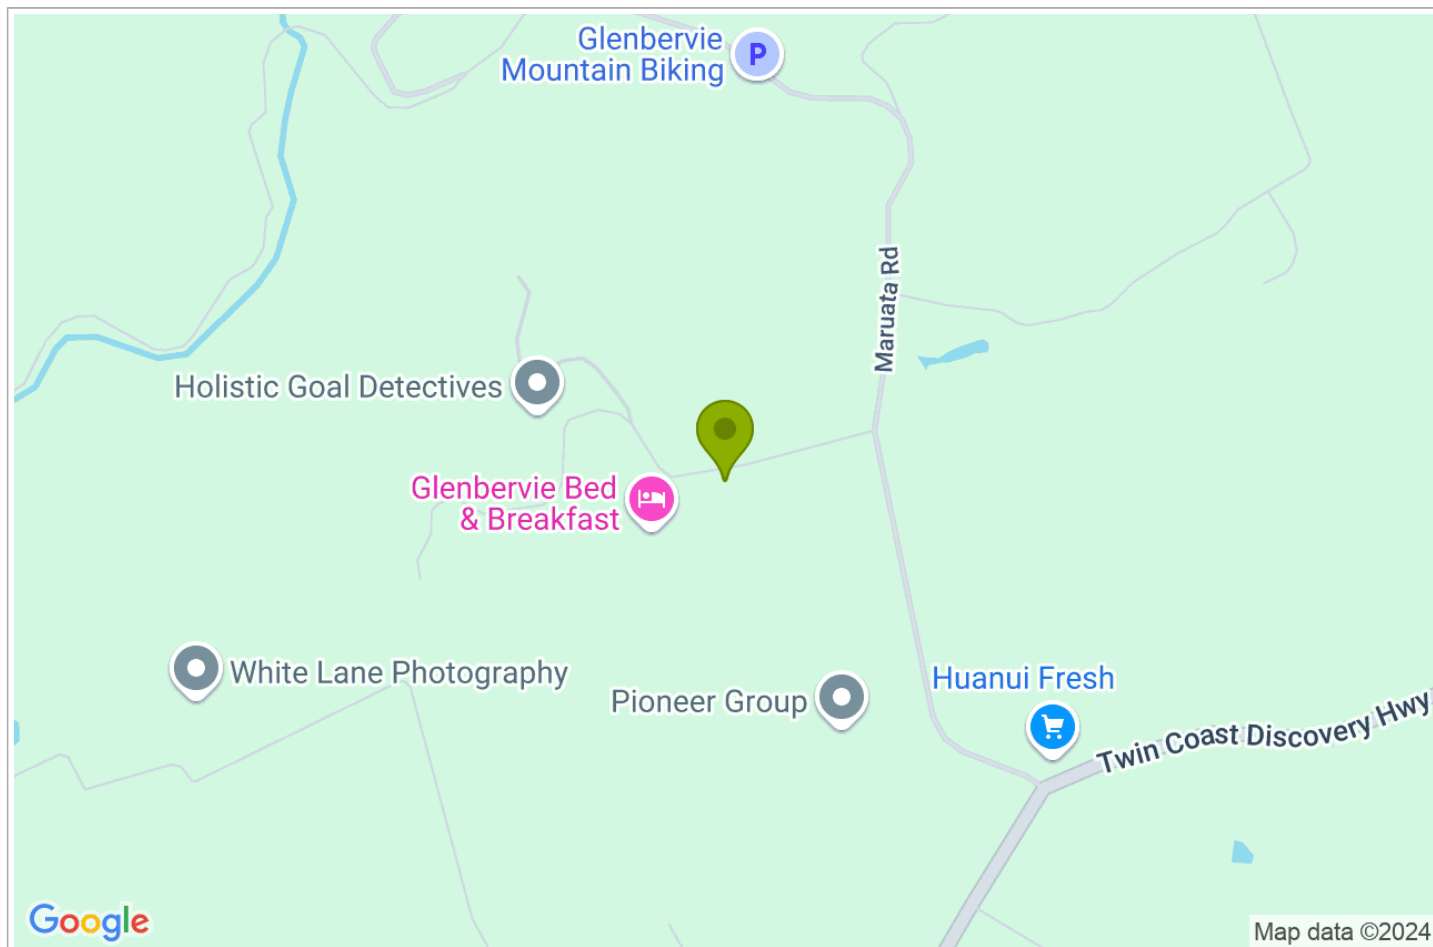 Glenbervie
Mountain Biking
P
Maruata Rd
Holistic Goal Detectives
Glenbervie Bed
& Breakfast
White Lane Photography
Pioneer Group
Huanui Fresh
Twin Coast Discovery Hwy
Google
Map data ©2024